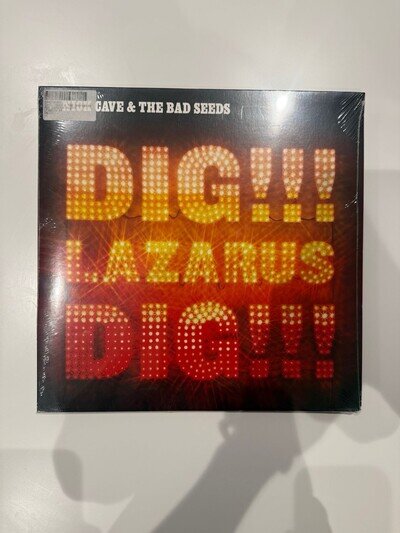 CAVE & THE BAD SEEDS
DIG!!!
LAZARUS
DIG!!!